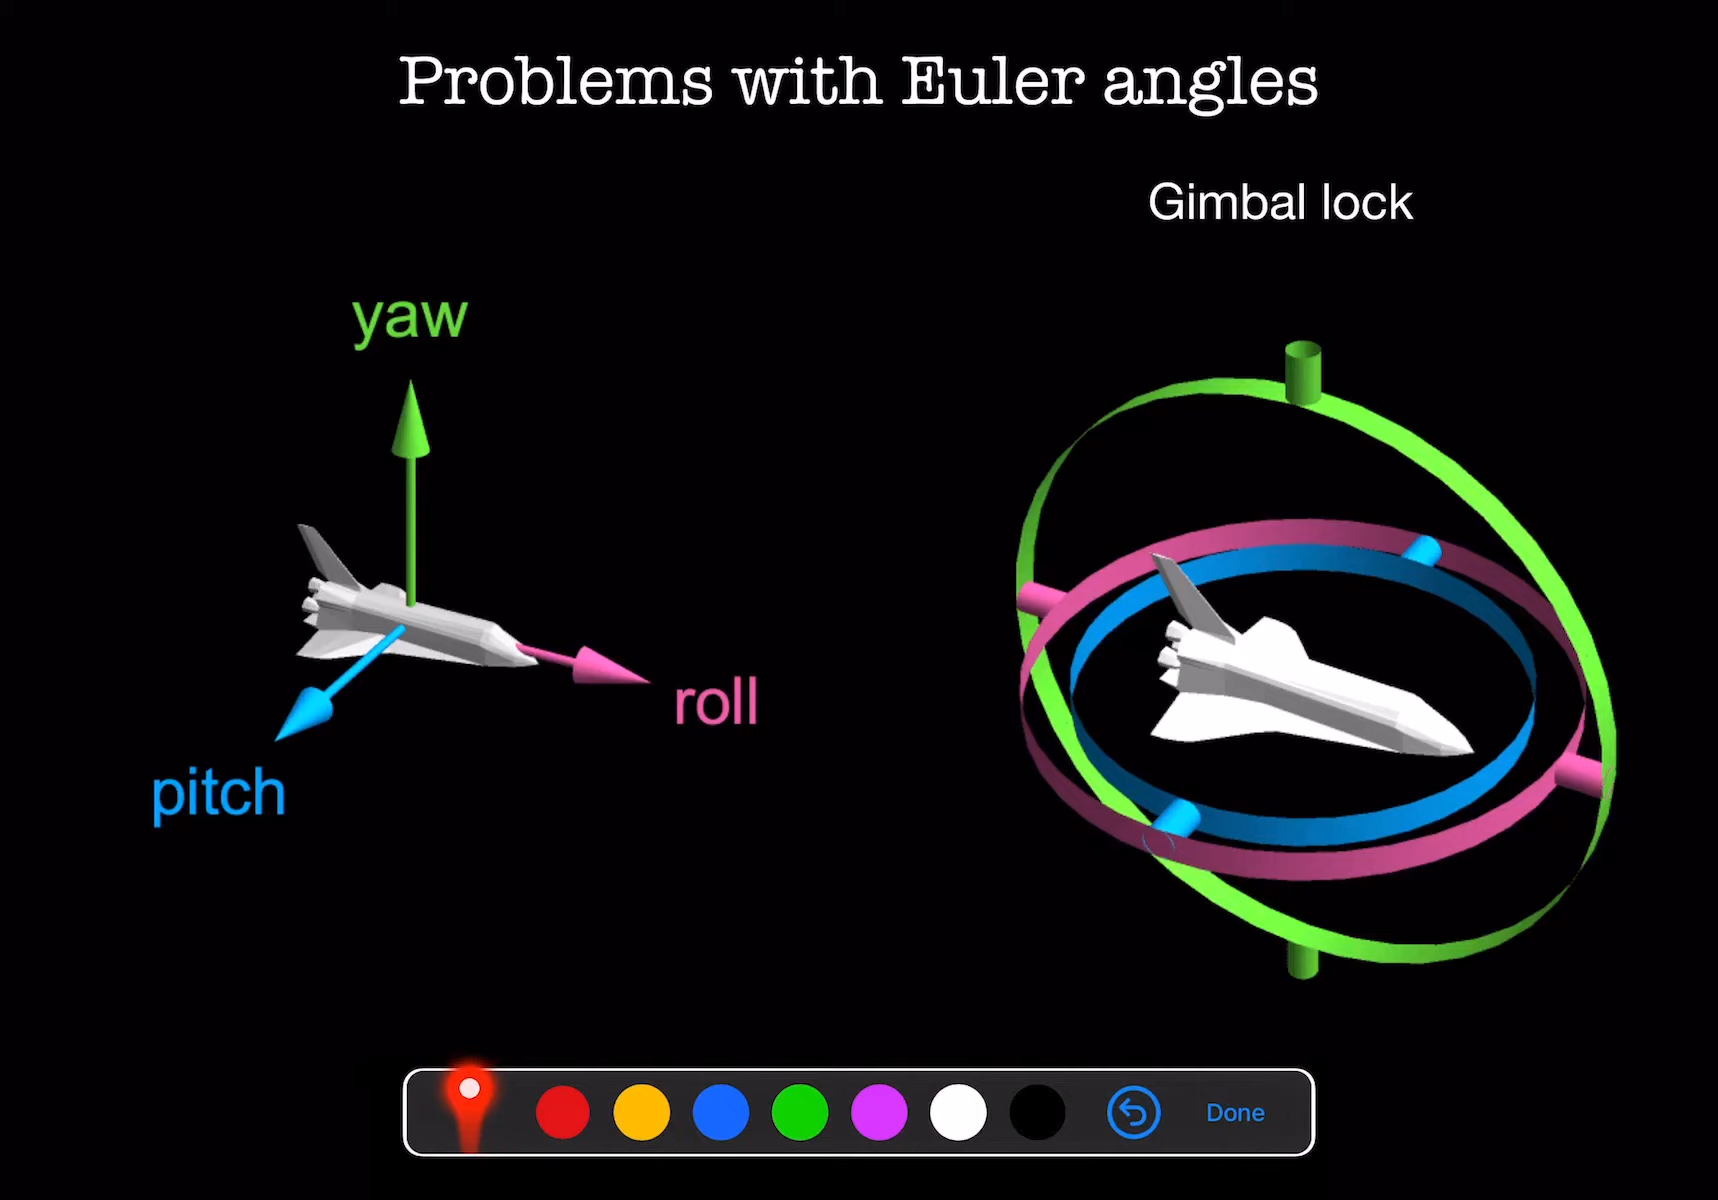 Problems with Euler angles
Gimbal lock
yaw
roll
pitch
Done